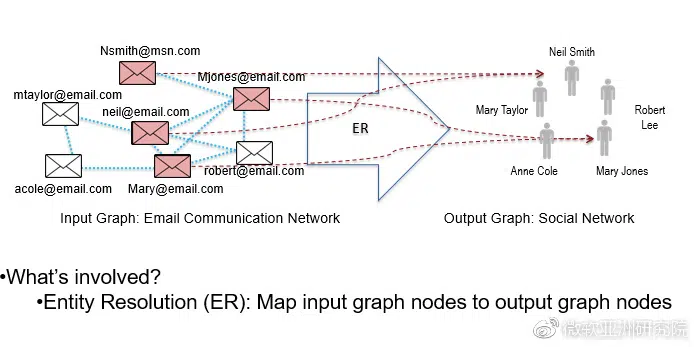 Nsmith@msn.com
Neil Smith
Mjones@email.com
mtaylor@email.com
neil@email.com
Mary Taylor
Robert
Lee
ER
robert@email.com
Anne Cole
Mary Jones
acole@email.com
Mary@email.com
Input Graph: Email Communication Network
Output Graph: Social Network
•What's involved?
•Entity Resolution (ER): Map input graph nodes to output graph nodes
@微软亚洲研究院